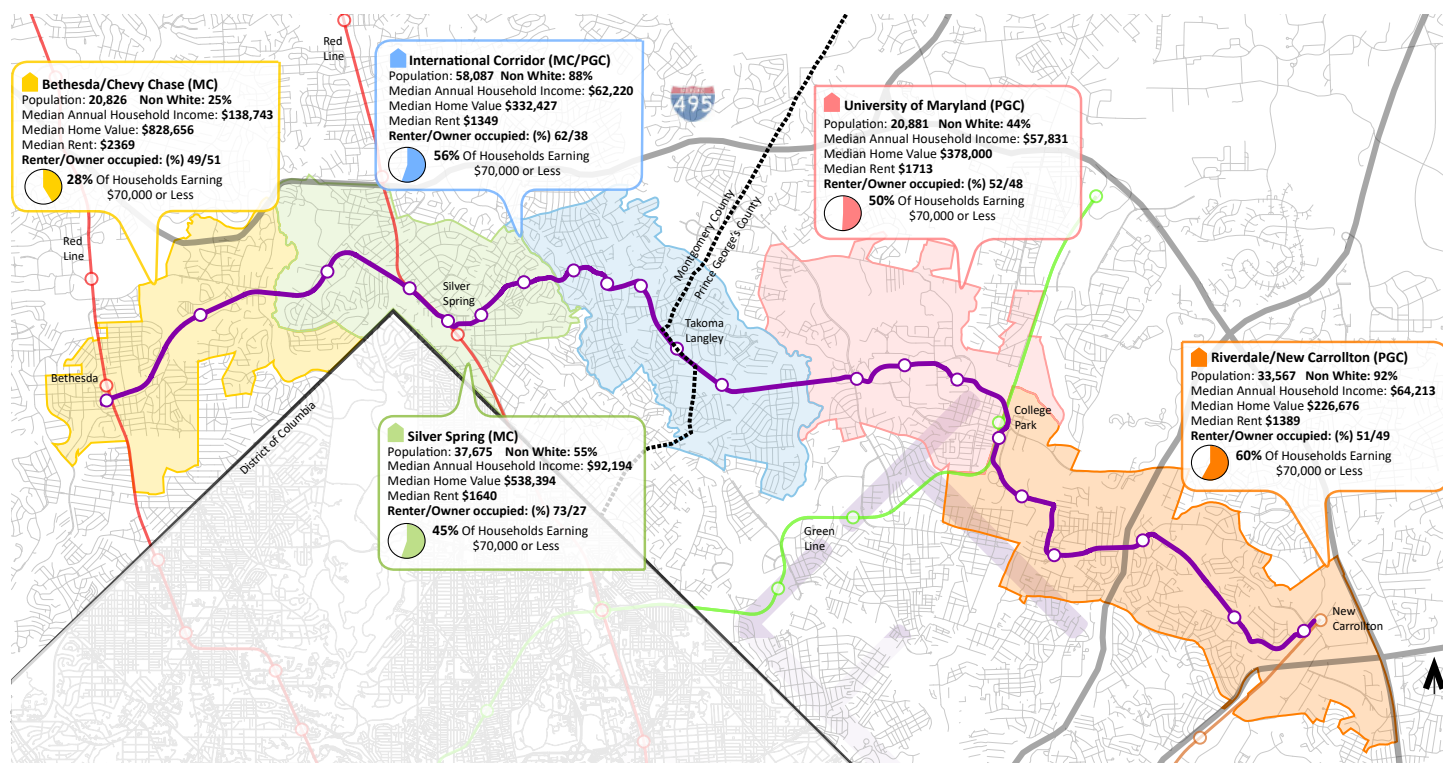 Red
Line
Bethesda/Chevy Chase (MC)
Population: 20,826 Non White: 25%
Median Annual Household Income: $138,743
Median Home Value: $828,656
Median Rent: $2369
Renter/Owner occupied: (%) 49/51
28% Of Households Earning
$70,000 or Less
International Corridor (MC/PGC)
Population: 58,087 Non White: 88%
Median Annual Household Income: $62,220
Median Home Value $332,427
Median Rent $1349
Renter/Owner occupied: (%) 62/38
56% Of Households Earning
$70,000 or Less
495
University of Maryland (PGC)
Population: 20,881 Non White: 44%
Median Annual Household Income: $57,831
Median Home Value $378,000
Median Rent $1713
Renter/Owner occupied: (%) 52/48
50% Of Households Earning
$70,000 or Less
Red
Line
Montgomery County
Prince George's County
Silver
Spring
Takoma
Langley
Bethesda
District of Columbia
College
Park
Riverdale/New Carrollton (PGC)
Population: 33,567 Non White: 92%
Median Annual Household Income: $64,213
Median Home Value $226,676
Median Rent $1389
Renter/Owner occupied: (%) 51/49
60% Of Households Earning
$70,000 or Less
Silver Spring (MC)
Population: 37,675 Non White: 55%
Median Annual Household Income: $92,194
Median Home Value $538,394
Median Rent $1640
Renter/Owner occupied: (%) 73/27
45% Of Households Earning
$70,000 or Less
Green
Line
New
Carrollton